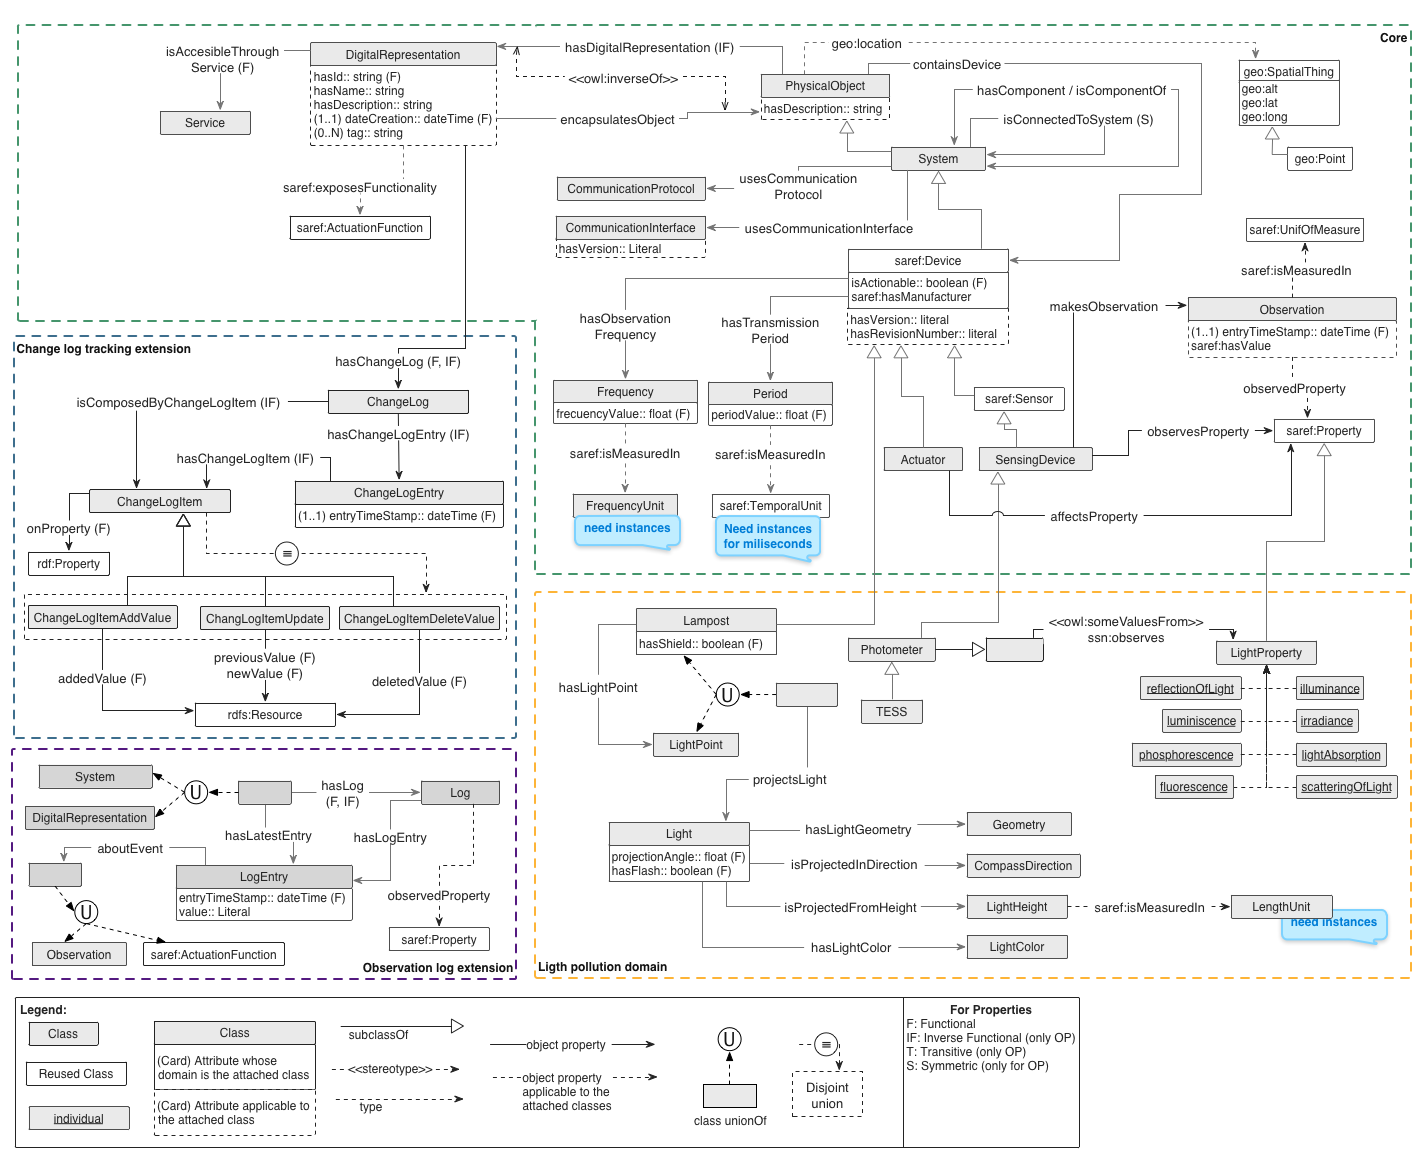 Core
isAccesibleThrough
Service (F)
Service
DigitalRepresentation
hasId:: string (F)
hasName:: string
hasDescription:: string
(1..1) dateCreation:: dateTime (F)
(0..N) tag:: string
hasDigitalRepresentation (IF)
<<owl:inverseOf>>
encapsulatesObject
saref:exposesFunctionality
saref:ActuationFunction
PhysicalObject
hasDescription:: string
geo:location
containsDevice
geo:SpatialThing
geo:alt
geo:lat
geo:long
geo:Point
hasComponent / isComponentOf
isConnectedToSystem (S)
System
CommunicationProtocol
usesCommunication
Protocol
CommunicationInterface
hasVersion:: Literal
usesCommunicationInterface
saref:Device
isActionable:: boolean (F)
saref:hasManufacturer
hasVersion:: literal
hasRevisionNumber:: literal
saref:UnifOfMeasure
saref:isMeasuredIn
makesObservation
Observation
(1..1) entryTimeStamp:: dateTime (F)
saref:hasValue
observedProperty
saref:Property
hasObservation
Frequency
hasTransmission
Period
Frequency
frecuencyValue:: float (F)
Period
periodValue:: float (F)
saref:isMeasuredIn
saref:isMeasuredIn
FrequencyUnit
need instances
saref:TemporalUnit
Need instances
for miliseconds
saref:Sensor
Actuator
SensingDevice
observesProperty
affectsProperty
Change log tracking extension
hasChangeLog (F, IF)
ChangeLog
isComposedByChangeLogItem (IF)
hasChangeLogEntry (IF)
hasChangeLogItem (IF)
ChangeLogItem
ChangeLogEntry
(1..1) entryTimeStamp:: dateTime (F)
onProperty (F)
rdf:Property
≡
ChangeLogItemAddValue
ChangLogItemUpdate
ChangeLogItemDeleteValue
addedValue (F)
previousValue (F)
newValue (F)
deletedValue (F)
rdfs:Resource
System
DigitalRepresentation
U
hasLog
(F, IF)
Log
hasLatestEntry
hasLogEntry
aboutEvent
LogEntry
entryTimeStamp:: dateTime (F)
value:: Literal
U
Observation
saref:ActuationFunction
observedProperty
saref:Property
Observation log extension
Lampost
hasShield:: boolean (F)
hasLightPoint
U
LightPoint
projectsLight
Photometer
TESS
<<owl:someValuesFrom>>
ssn:observes
LightProperty
reflectionOfLight
illuminance
luminiscence
irradiance
phosphorescence
lightAbsorption
fluorescence
scatteringOfLight
Light
projectionAngle:: float (F)
hasFlash:: boolean (F)
hasLightGeometry
Geometry
isProjectedInDirection
CompassDirection
isProjectedFromHeight
LightHeight
saref:isMeasuredIn
LengthUnit
need instances
hasLightColor
LightColor
Ligth pollution domain
Legend:
Class
Reused Class
individual
Class
(Card) Attribute whose
domain is the attached class
(Card) Attribute applicable to
the attached class
subclassOf
<<stereotype>>
type
object property
object property
applicable to the
attached classes
U
class unionOf
≡
Disjoint
union
For Properties
F: Functional
IF: Inverse Functional (only OP)
T: Transitive (only OP)
S: Symmetric (only for OP)